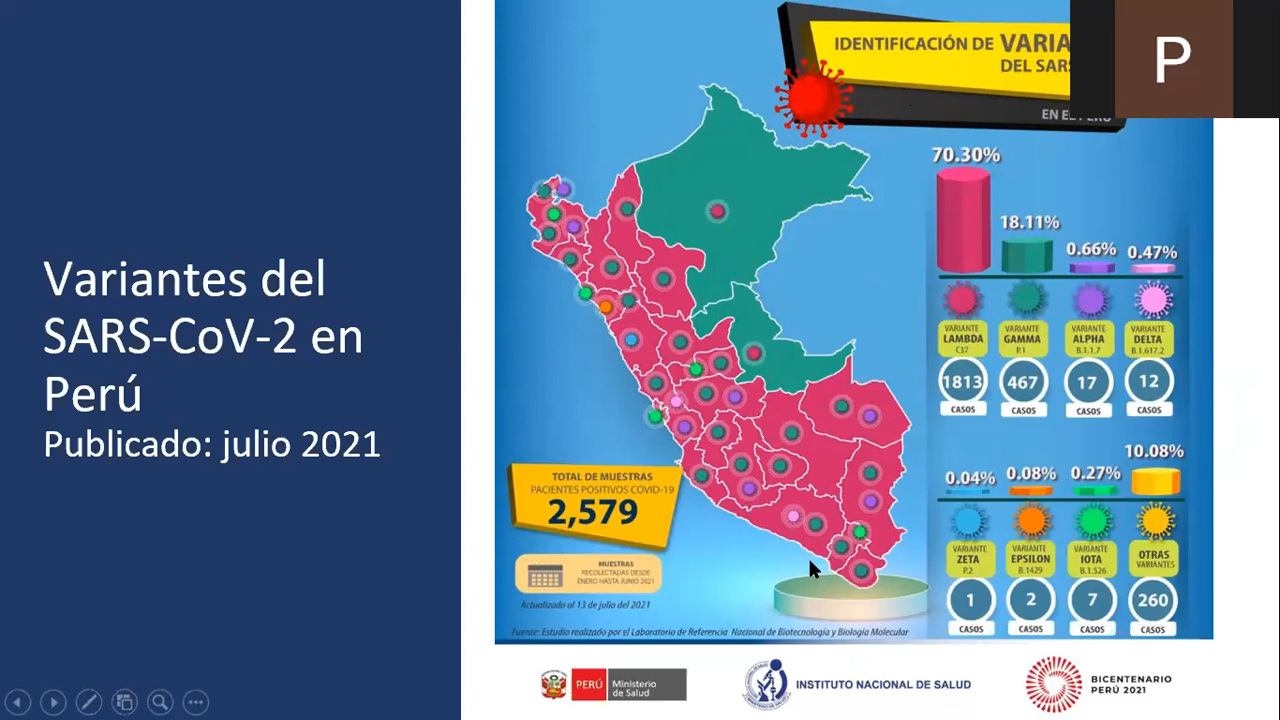 Variantes del
SARS-CoV-2 en
Perú
Publicado: julio 2021
IDENTIFICACIÓN DE
DEL
EN EL PERÚ
P
70.30%
18.11%
0.66%
0.47%
VARIANTE
LAMBDA
C37
VARIANTE
GAMMA
P.1
VARIANTE
ALPHA
B.1.1.7
VARIANTE
DELTA
B.1.617.2
1813
CASOS
467
CASOS
17
CASOS
12
CASOS
0.04%
0.08%
0.27%
10.08%
VARIANTE
ZETA
P.2
VARIANTE
EPSILON
B.1429
VARIANTE
IOTA
B.1.526
OTRAS
VARIANTES
1
CASOS
2
CASOS
7
CASOS
260
CASOS
TOTAL DE MUESTRAS
PACIENTES POSITIVOS COVID-19
2,579
MUESTRAS
RECOLECTADAS DESDE
ENERO HASTA JUNIO 2021
Actualizado al 13 de julio del 2021
Fuente: Estudio realizado por el Laboratorio de Referencia Nacional de Biotecnología y Biología Molecular
PERÚ
Ministerio
de Salud
INSTITUTO NACIONAL DE SALUD
BICENTENARIO
PERÚ 2021